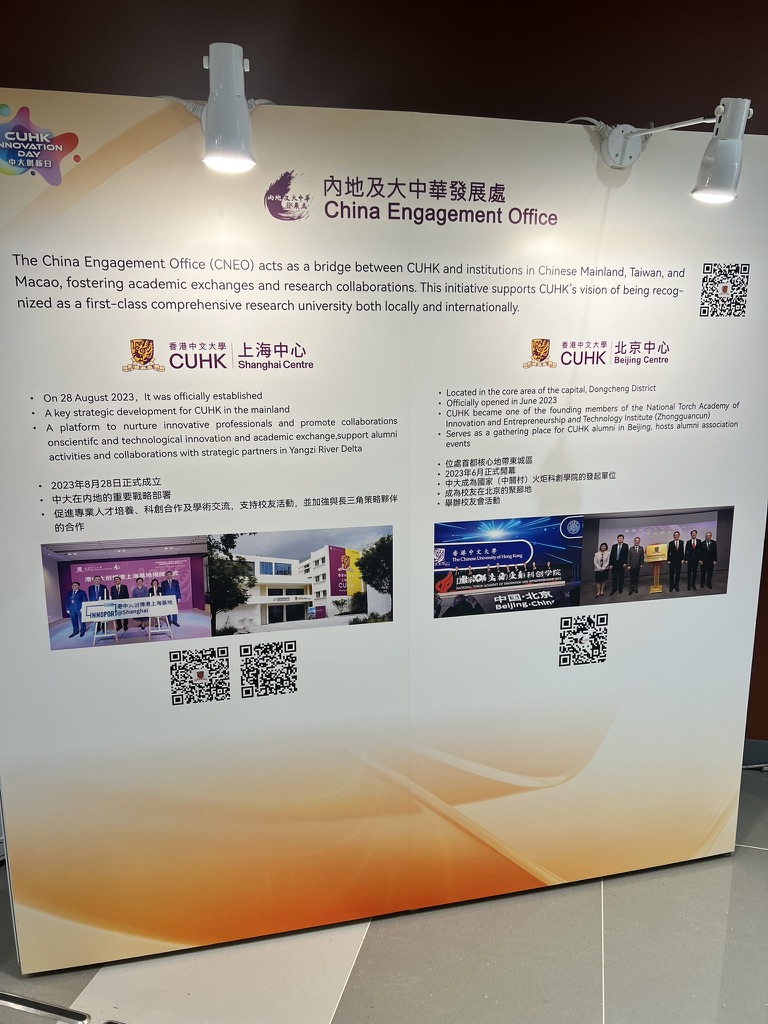 CUHK
INNOVATION
DAY
中大創新日
內地及大中華
發展處
內地及大中華發展處
China Engagement Office
The China Engagement Office (CNEO) acts as a bridge between CUHK and institutions in Chinese Mainland, Taiwan, and
Macao, fostering academic exchanges and research collaborations. This initiative supports CUHK's vision of being recog-
nized as a first-class comprehensive research university both locally and internationally.
香港中文大學
CUHK
上海中心
Shanghai Centre
• On 28 August 2023, It was officially established
• A key strategic development for CUHK in the mainland
• A platform to nurture innovative professionals and promote collaborations
onscientifc and technological innovation and academic exchange,support alumni
activities and collaborations with strategic partners in Yangzi River Delta
• 2023年8月28日正式成立
• 中大在內地的重要戰略部署
• 促進專業人才培養、科創合作及學術交流，支持校友活動，並加強與長三角策略夥伴
的合作
INNOPORT@Shanghai
香港中文大學
CUHK
北京中心
Beijing Centre
• Located in the core area of the capital, Dongcheng District
• Officially opened in June 2023
• CUHK became one of the founding members of the National Torch Academy of
Innovation and Entrepreneurship and Technology Institute (Zhongguancun)
• Serves as a gathering place for CUHK alumni in Beijing, hosts alumni association
events
• 位處首都核心地帶東城區
• 2023年6月正式開幕
• 中大成為國家（中關村）火炬科創學院的發起單位
• 成為校友在北京的聚腳地
• 舉辦校友會活動
香港中文大學
The Chinese University of Hong Kong
中国·北京
Beijing·China